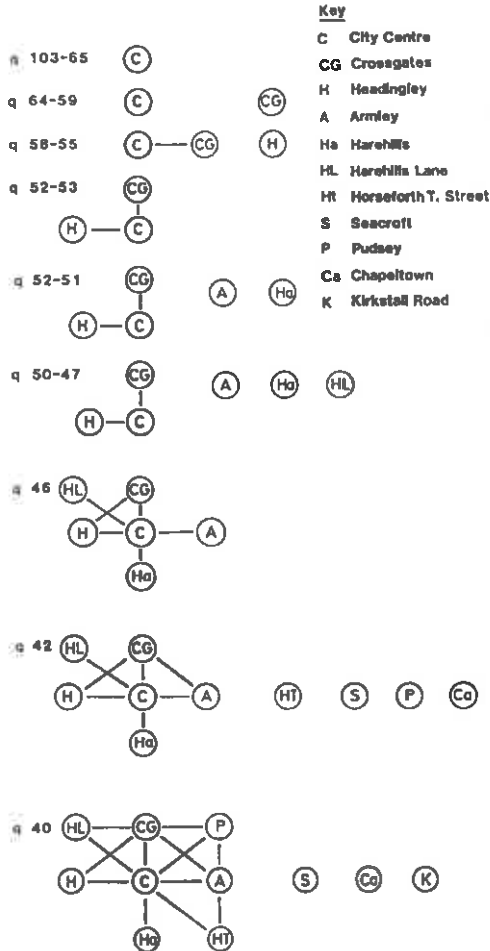 Key
C City Centre
CG Crossgates
H Headingley
A Armley
Ha Harehills
HL Harehills Lane
Ht Horseforth T. Street
S Seacroft
P Pudsey
Ca Chapeltown
K Kirkstall Road
q 103-65
C
q 64-59
C CG
q 58-55
C CG H
q 52-53
CG
H C
q 52-51
CG A Ha
H C
q 50-47
CG A Ha HL
H C
q 46
HL CG
H C A
Ha
q 42
HL CG
H C A HT S P Ca
Ha
q 40
HL CG P
H C A S Ca K
Ha HT